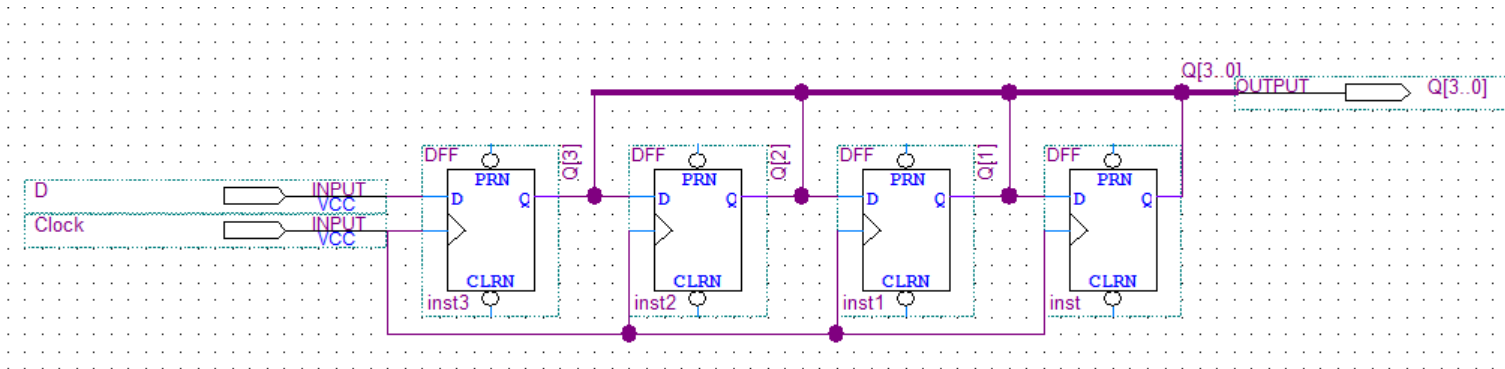 Q[3..0]
OUTPUT
Q[3..0]
DFF
PRN
D
Q
CLRN
inst3
Q[3]
DFF
PRN
D
Q
CLRN
inst2
Q[2]
DFF
PRN
D
Q
CLRN
inst1
Q[1]
DFF
PRN
D
Q
CLRN
inst
D
INPUT
VCC
Clock
INPUT
VCC